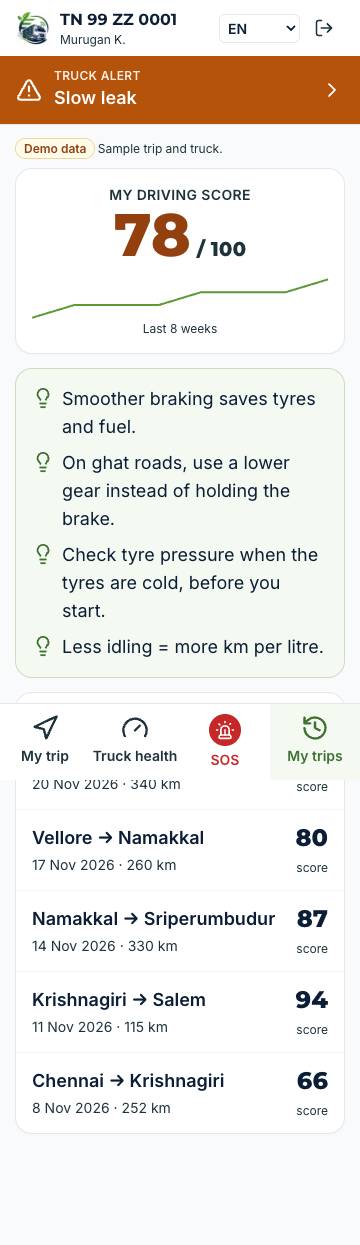 TN 99 ZZ 0001
Murugan K.
EN
TRUCK ALERT
Slow leak
Demo data Sample trip and truck.
MY DRIVING SCORE
78 / 100
Last 8 weeks
Smoother braking saves tyres
and fuel.
On ghat roads, use a lower
gear instead of holding the
brake.
Check tyre pressure when the
tyres are cold, before you
start.
Less idling = more km per litre.
My trip
Truck health
SOS
My trips
20 Nov 2026 · 340 km
score
Vellore → Namakkal
80
17 Nov 2026 · 260 km
score
Namakkal → Sriperumbudur
87
14 Nov 2026 · 330 km
score
Krishnagiri → Salem
94
11 Nov 2026 · 115 km
score
Chennai → Krishnagiri
66
8 Nov 2026 · 252 km
score